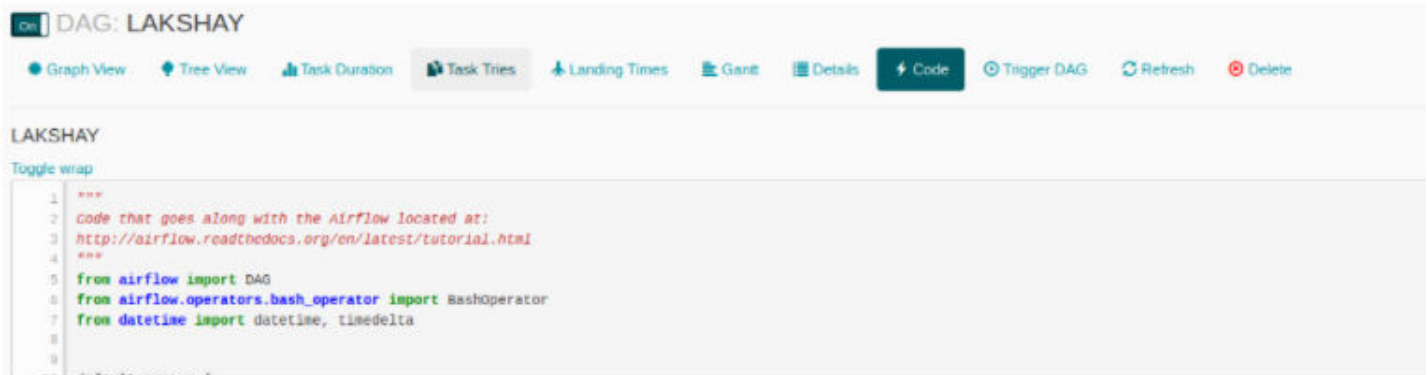 On DAG: LAKSHAY
Graph View Tree View Task Duration Task Tries Landing Times Gantt Details Code Trigger DAG Refresh Delete
LAKSHAY
Toggle wrap
1 """
2 Code that goes along with the Airflow located at:
3 http://airflow.readthedocs.org/en/latest/tutorial.html
4 """
5 from airflow import DAG
6 from airflow.operators.bash_operator import BashOperator
7 from datetime import datetime, timedelta
8
9